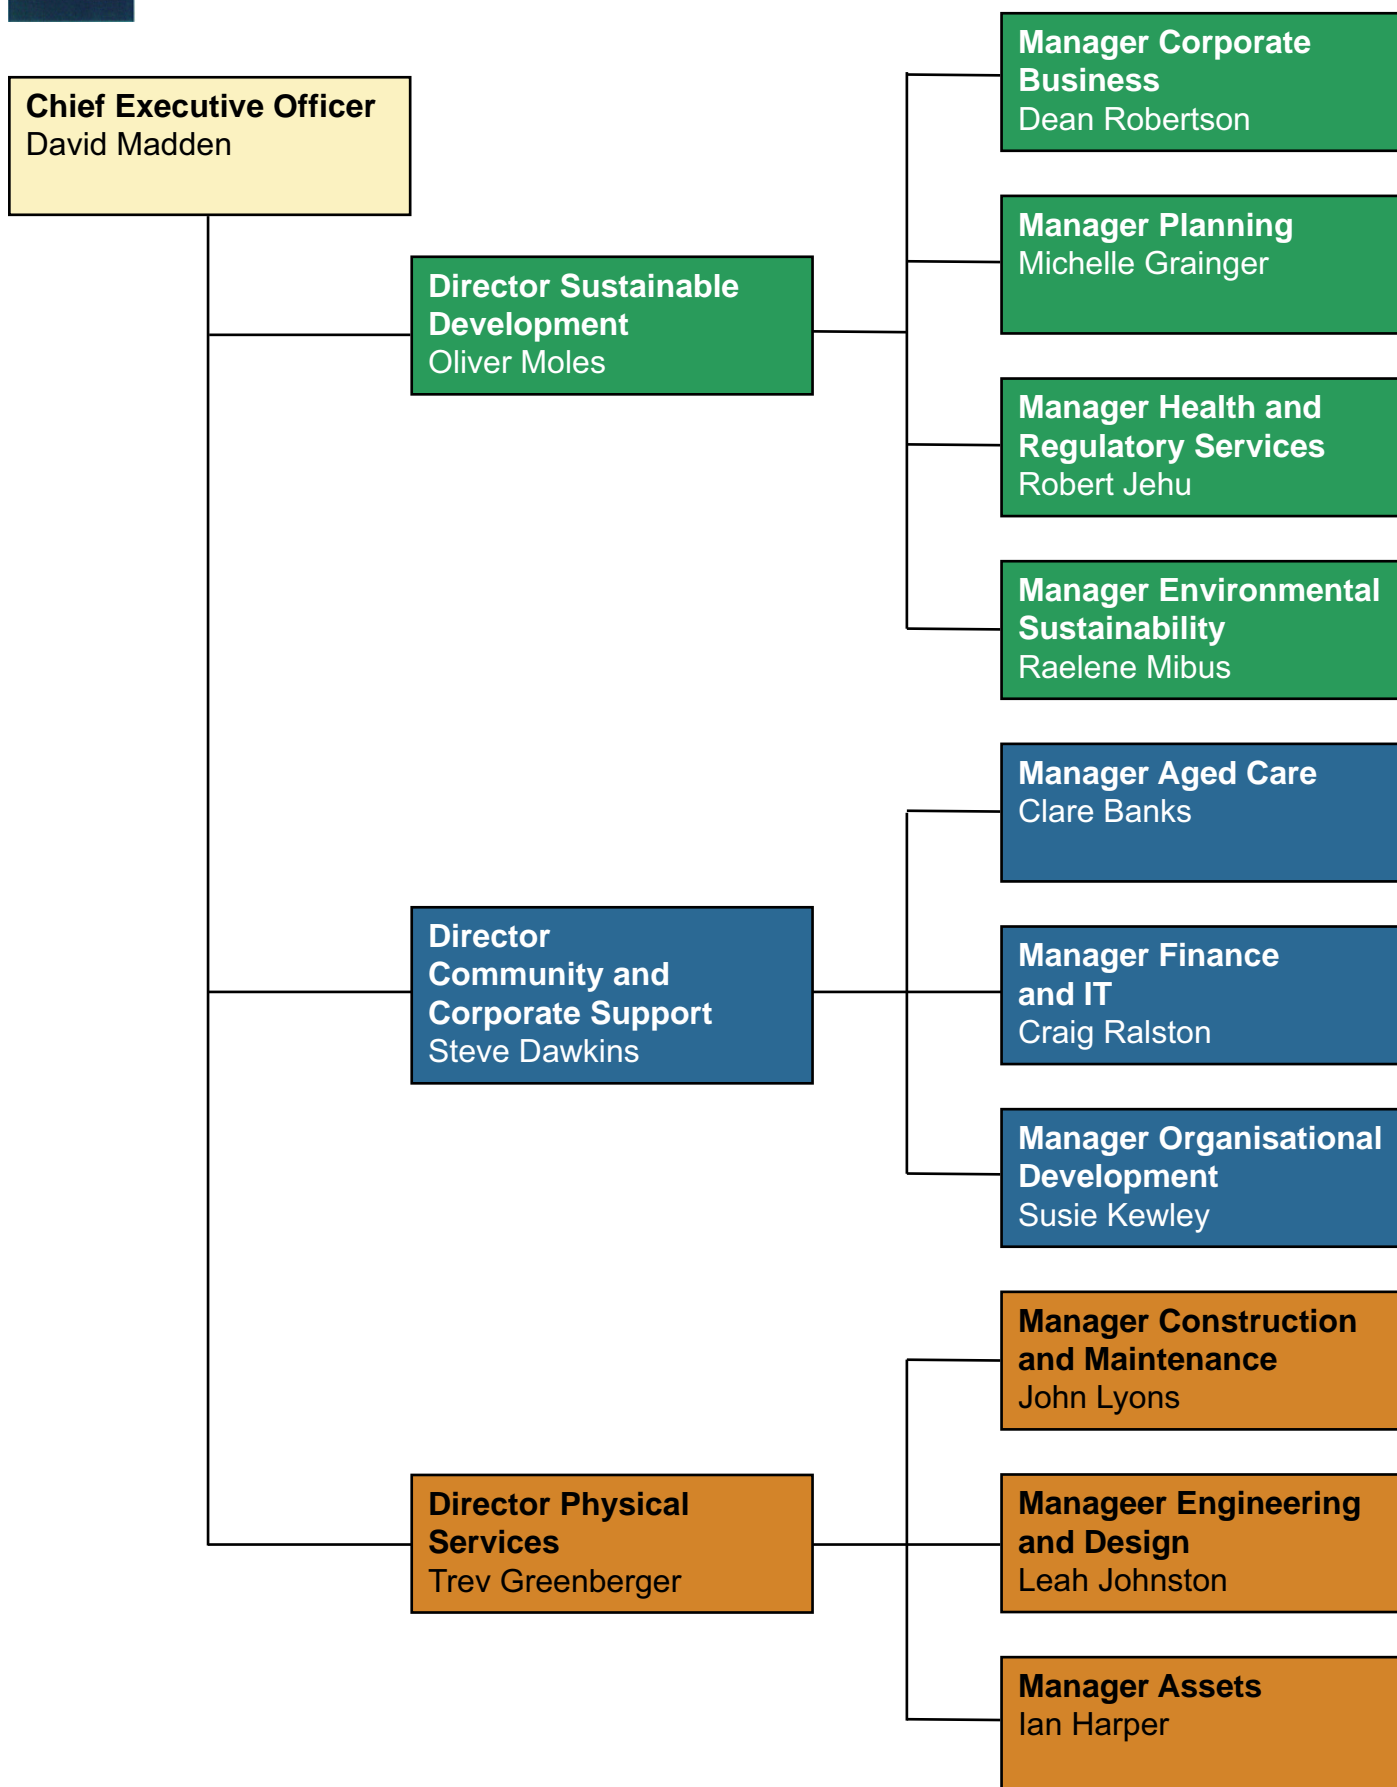 Chief Executive Officer
David Madden
Director Sustainable
Development
Oliver Moles
Manager Corporate
Business
Dean Robertson
Manager Planning
Michelle Grainger
Manager Health and
Regulatory Services
Robert Jehu
Manager Environmental
Sustainability
Raelene Mibus
Director
Community and
Corporate Support
Steve Dawkins
Manager Aged Care
Clare Banks
Manager Finance
and IT
Craig Ralston
Manager Organisational
Development
Susie Kewley
Director Physical
Services
Trev Greenberger
Manager Construction
and Maintenance
John Lyons
Manageer Engineering
and Design
Leah Johnston
Manager Assets
Ian Harper